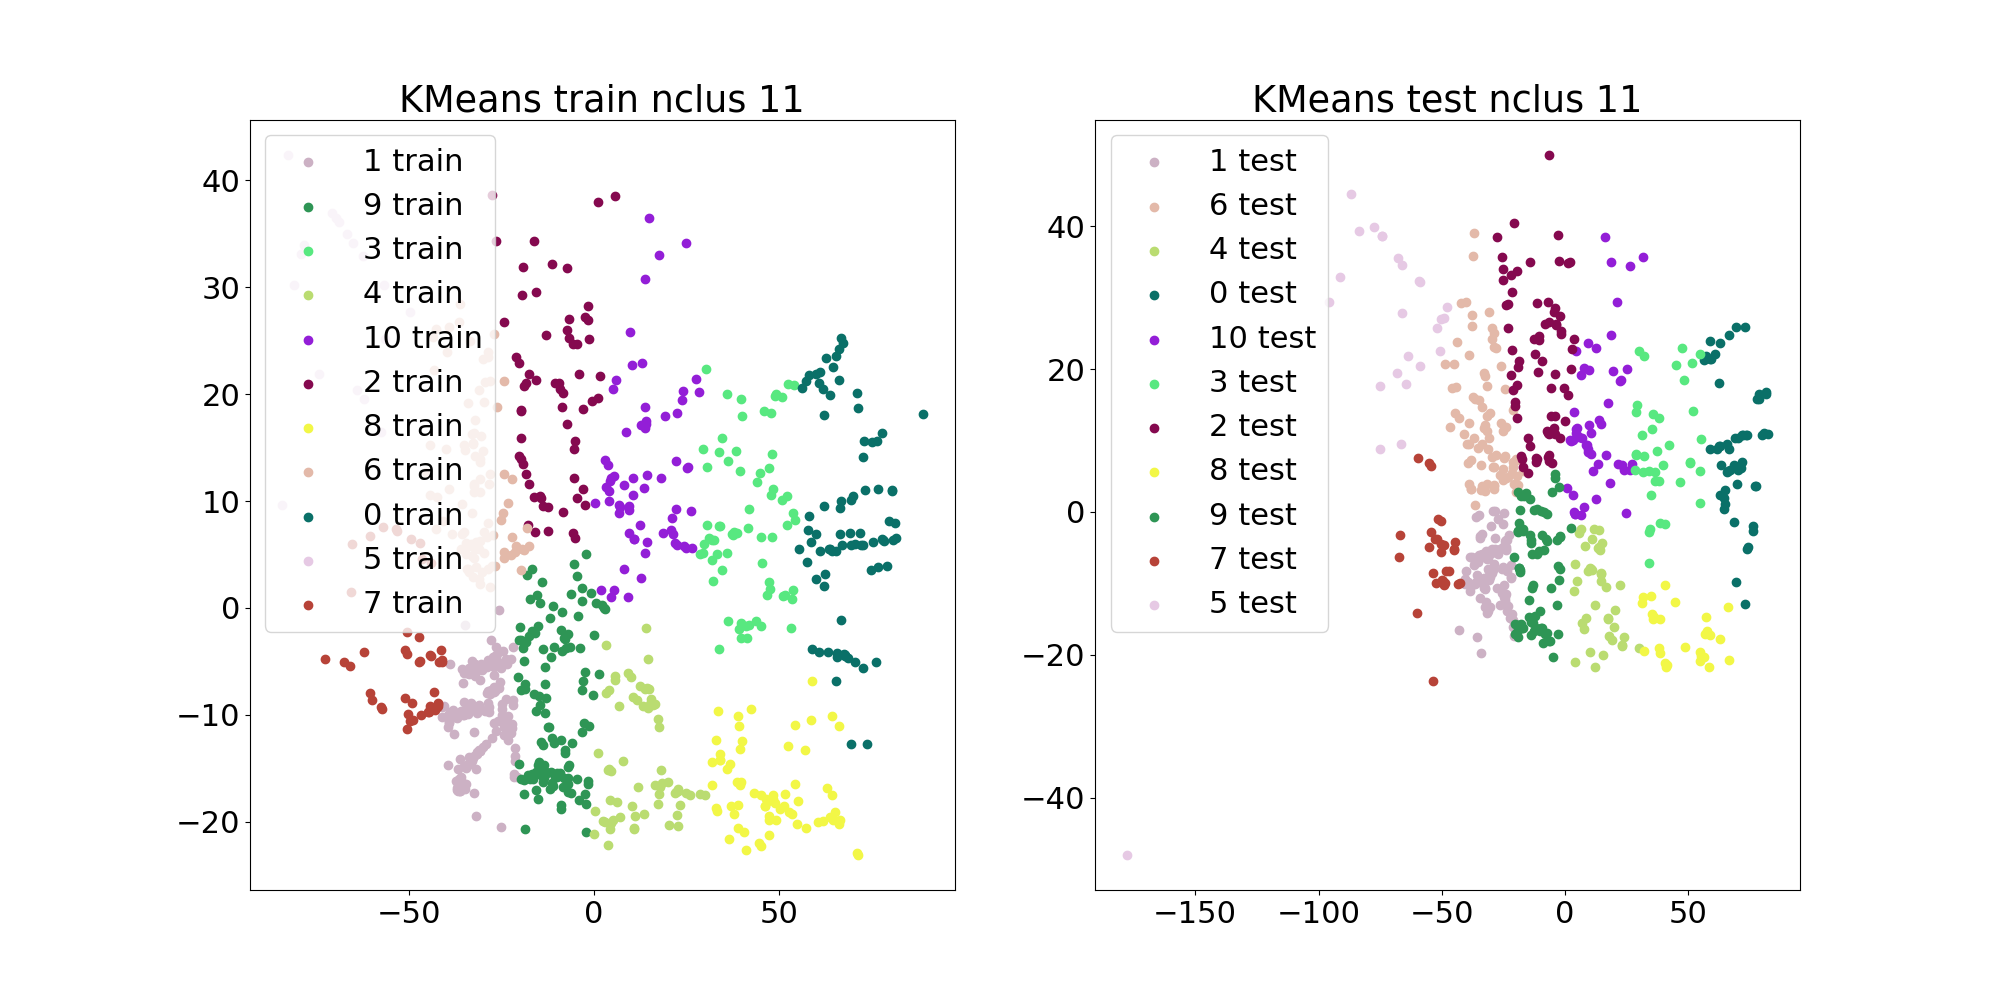 KMeans train nclus 11
40
30
20
10
0
−10
−20
−50
0
50
1 train
9 train
3 train
4 train
10 train
2 train
8 train
6 train
0 train
5 train
7 train
KMeans test nclus 11
40
20
0
−20
−40
−150
−100
−50
0
50
1 test
6 test
4 test
0 test
10 test
3 test
2 test
8 test
9 test
7 test
5 test